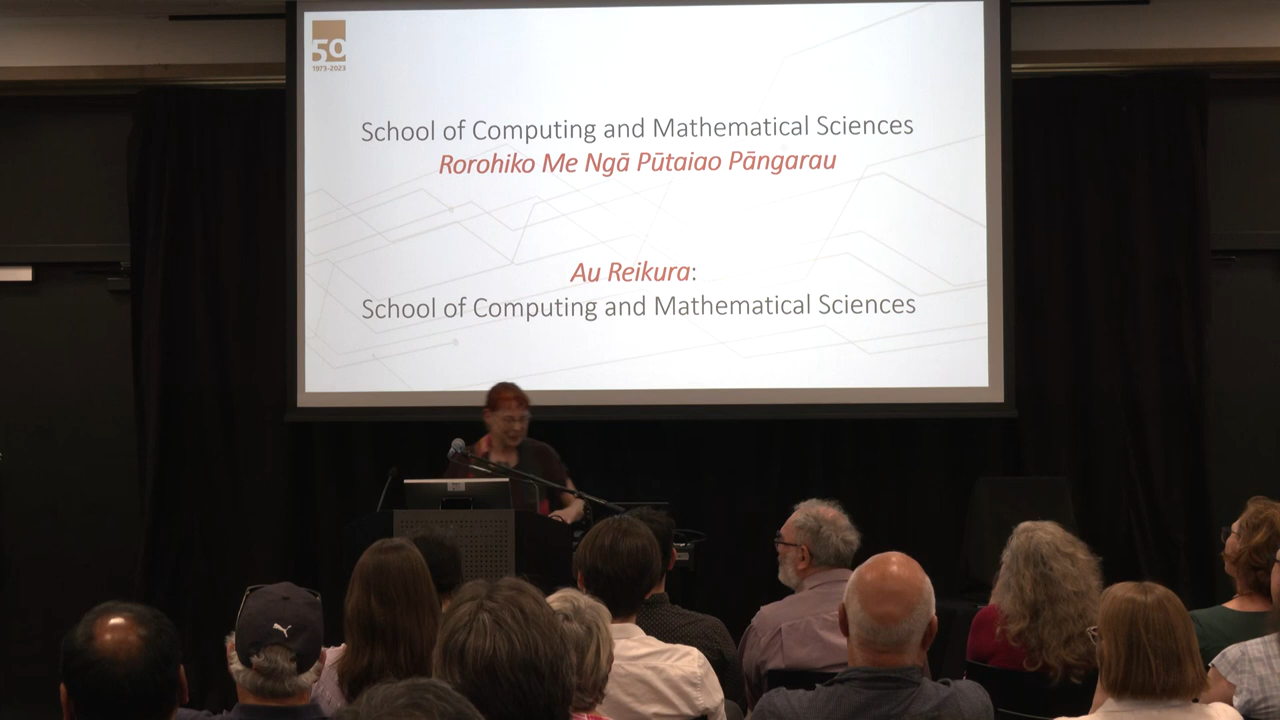 50
1973-2023
School of Computing and Mathematical Sciences
Rorohiko Me Ngā Pūtaiao Pāngarau
Au Reikura:
School of Computing and Mathematical Sciences